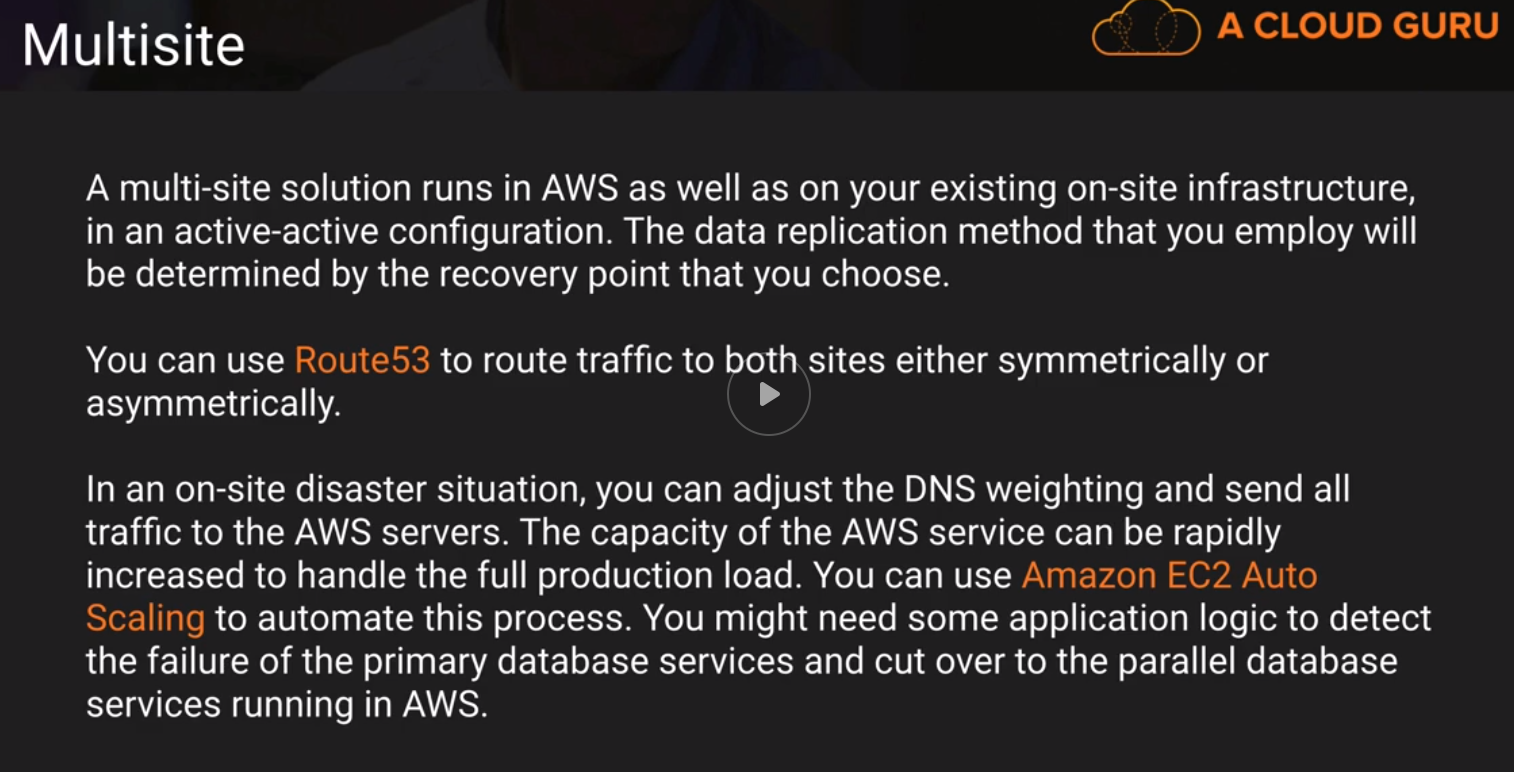 Multisite
A CLOUD GURU
A multi-site solution runs in AWS as well as on your existing on-site infrastructure,
in an active-active configuration. The data replication method that you employ will
be determined by the recovery point that you choose.
You can use Route53 to route traffic to both sites either symmetrically or
asymmetrically.
In an on-site disaster situation, you can adjust the DNS weighting and send all
traffic to the AWS servers. The capacity of the AWS service can be rapidly
increased to handle the full production load. You can use Amazon EC2 Auto
Scaling to automate this process. You might need some application logic to detect
the failure of the primary database services and cut over to the parallel database
services running in AWS.